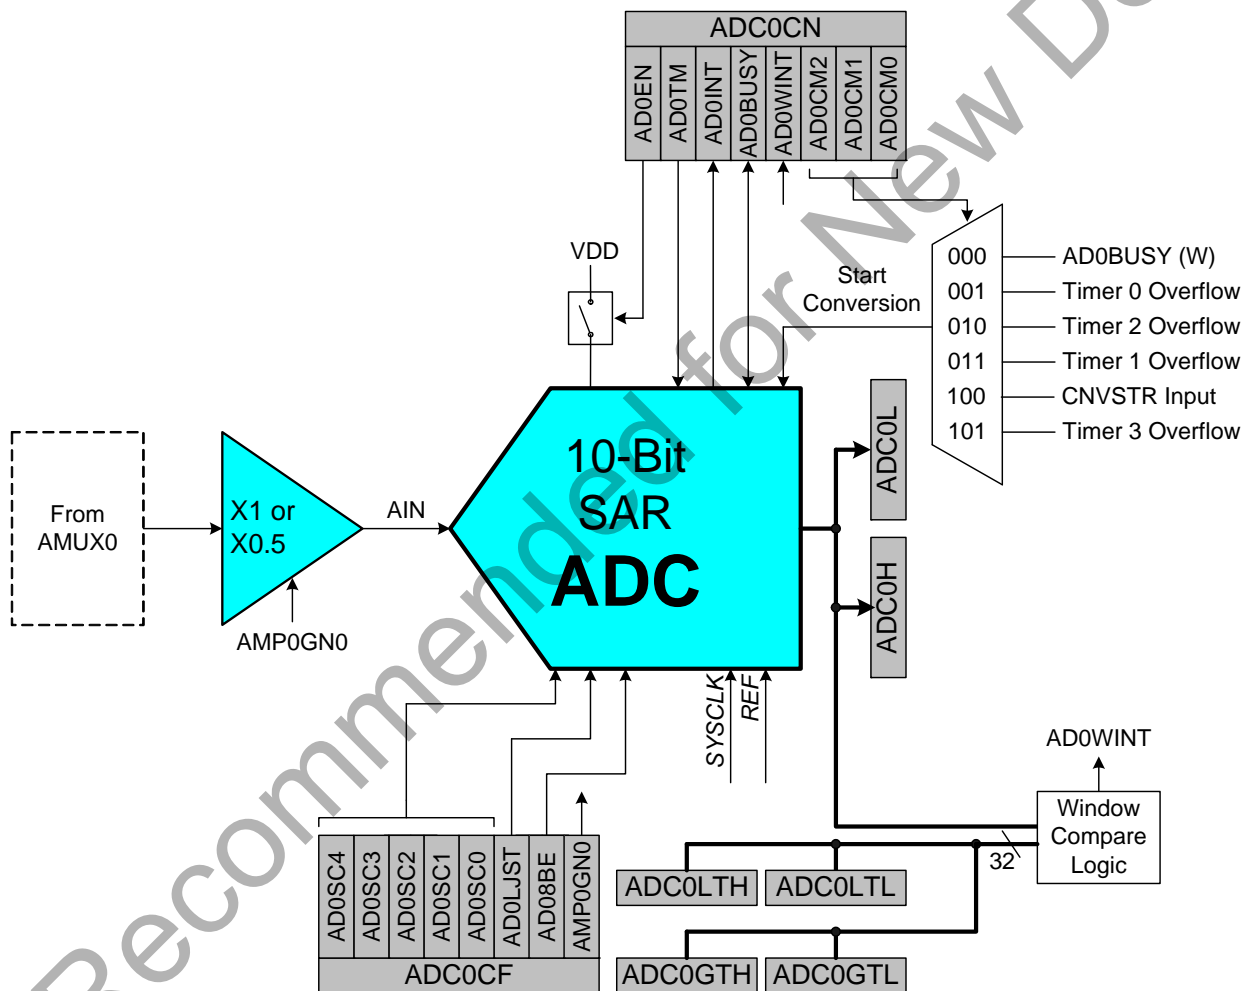 ADC0CN
AD0EN
AD0TM
AD0INT
AD0BUSY
AD0WINT
AD0CM2
AD0CM1
AD0CM0
VDD
Start
Conversion
000
AD0BUSY (W)
001
Timer 0 Overflow
010
Timer 2 Overflow
011
Timer 1 Overflow
100
CNVSTR Input
101
Timer 3 Overflow
From
AMUX0
X1 or
X0.5
AMP0GN0
AIN
10-Bit
SAR
ADC
ADC0L
ADC0H
SYSCLK
REF
AD0WINT
Window
Compare
Logic
32
AD0SC4
AD0SC3
AD0SC2
AD0SC1
AD0SC0
AD0LJST
AD08BE
AMP0GN0
ADC0CF
ADC0LTH
ADC0LTL
ADC0GTH
ADC0GTL
Recommended for New